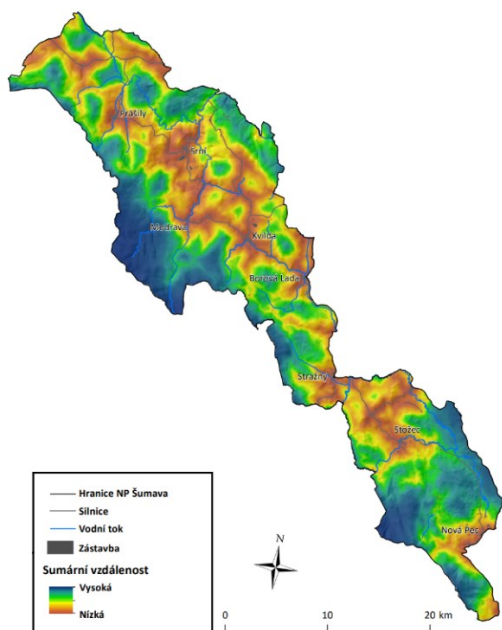 Prášily
Srní
Modrava
Kvilda
Borová Lada
Strážný
Stožec
Nová Pec
Hranice NP Šumava
Silnice
Vodní tok
Zástavba
Sumární vzdálenost
Vysoká
Nízká
N
0 10 20 km